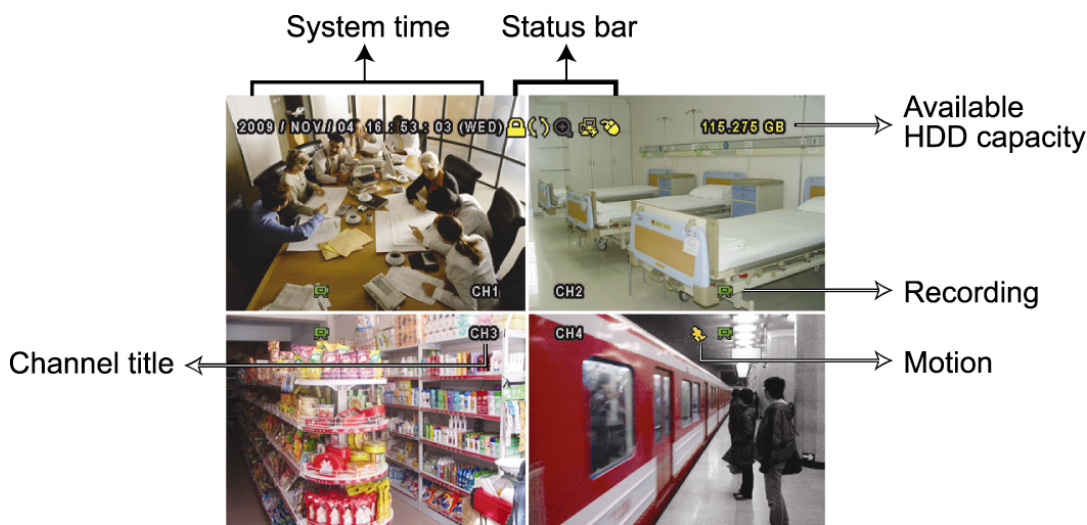 System time
Status bar
2009 / NOV / 04 16 : 53 : 03 (WED)
115.275 GB
Available
HDD capacity
CH1
CH2
Recording
CH3
CH4
Channel title
Motion